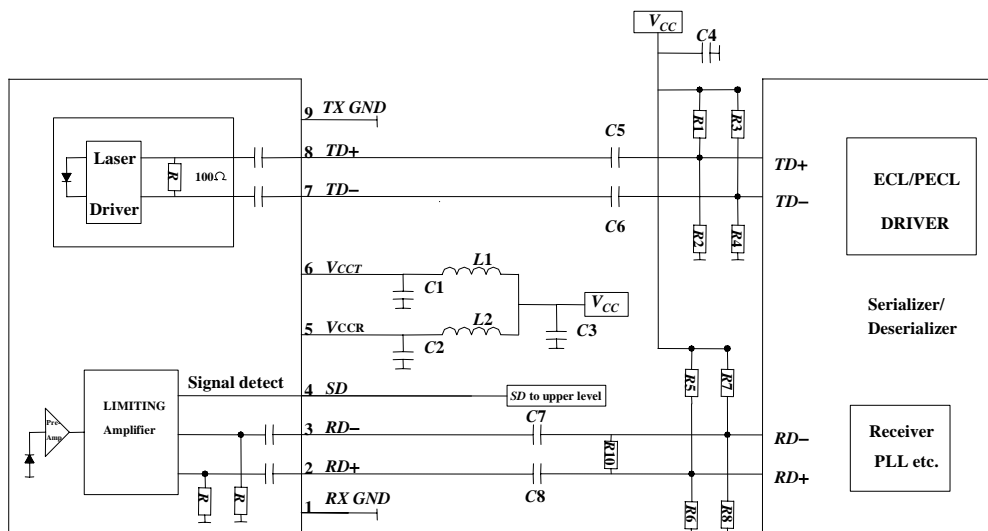 VCC
C4
9 TX GND
R1
R3
C5
Laser
Driver
R
100Ω
8 TD+
TD+
7 TD−
TD−
C6
ECL/PECL
DRIVER
R2
R4
6 VCCT
L1
C1
VCC
5 VCCR
L2
C2
C3
Serializer/
Deserializer
Signal detect
4 SD
SD to upper level
R5
R7
LIMITING
Amplifier
Pre-
Amp
C7
3 RD−
RD−
R10
Receiver
PLL etc.
2 RD+
RD+
C8
R
R
1 RX GND
R6
R8